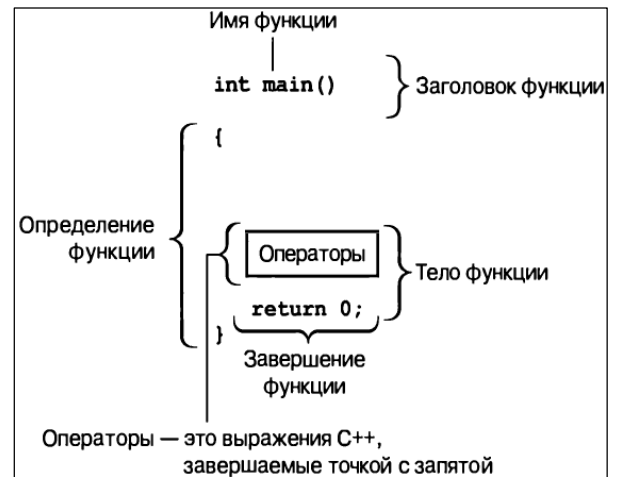 Имя функции
int main()
Заголовок функции
{
Определение
функции
Операторы
Тело функции
return 0;
}
Завершение
функции
Операторы — это выражения C++,
завершаемые точкой с запятой